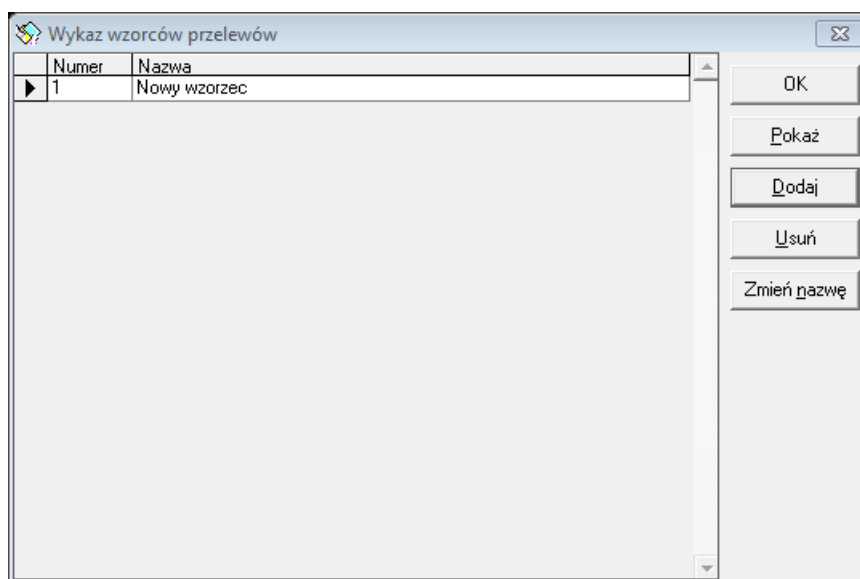 Wykaz wzorców przelewów
Numer Nazwa
1 Nowy wzorzec
OK
Pokaż
Dodaj
Usuń
Zmień nazwę